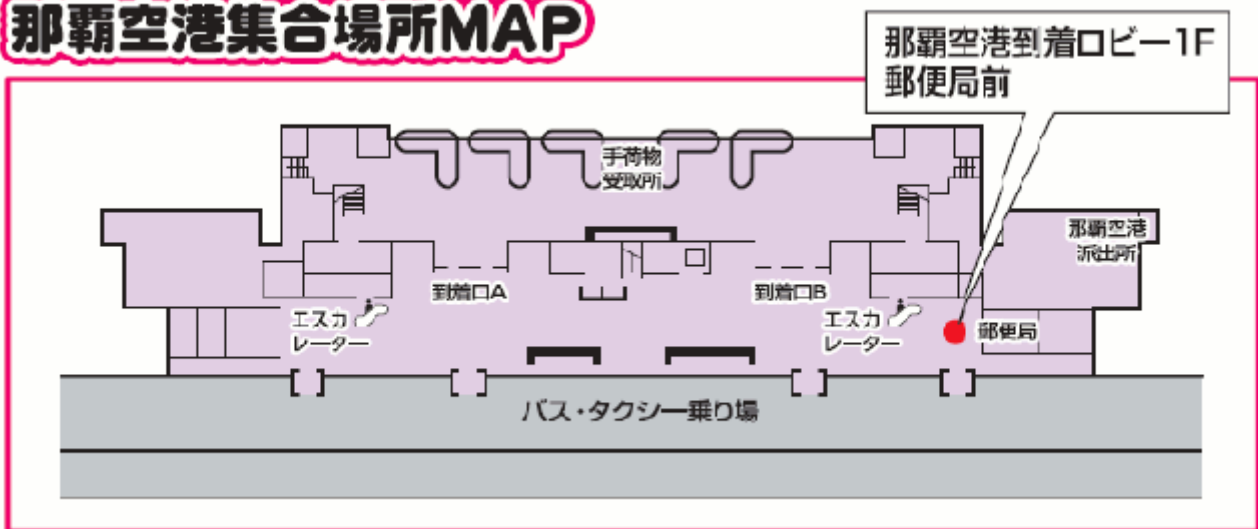 那覇空港集合場所MAP
那覇空港到着ロビー1F
郵便局前
手荷物
受取所
那覇空港
派出所
到着口A
到着口B
エスカ
レーター
エスカ
レーター
郵便局
バス・タクシー乗り場